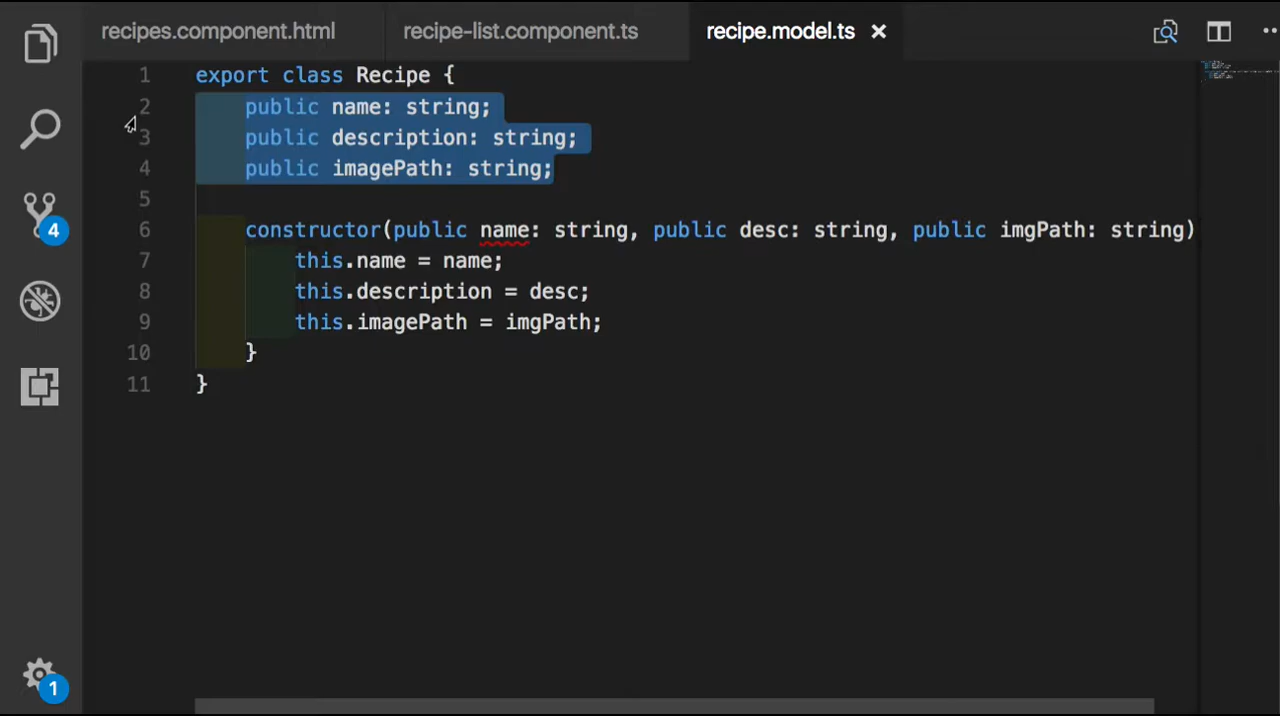 recipes.component.html recipe-list.component.ts recipe.model.ts
1 export class Recipe {
2 public name: string;
3 public description: string;
4 public imagePath: string;
5
6 constructor(public name: string, public desc: string, public imgPath: string)
7 this.name = name;
8 this.description = desc;
9 this.imagePath = imgPath;
10 }
11 }
4
1